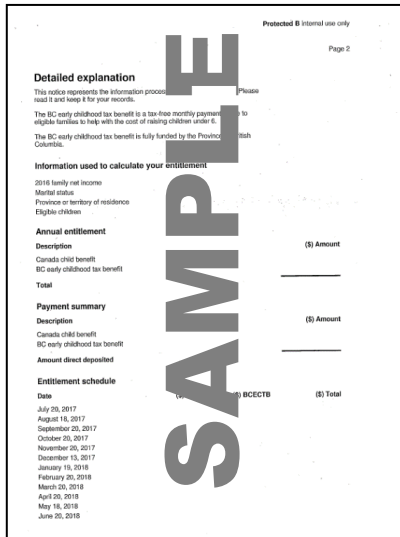 Protected B internal use only
Page 2
Detailed explanation
This notice represents the information proces Please
read it and keep it for your records.
The BC early childhood tax benefit is a tax-free monthly payment to
eligible families to help with the cost of raising children under 6.
The BC early childhood tax benefit is fully funded by the Province British
Columbia.
Information used to calculate your entitlement
2016 family net income
Marital status
Province or territory of residence
Eligible children
Annual entitlement
Description ($) Amount
Canada child benefit
BC early childhood tax benefit
Total
Payment summary
Description ($) Amount
Canada child benefit
BC early childhood tax benefit
Amount direct deposited
Entitlement schedule
Date ($) BCECTB ($) Total
July 20, 2017
August 18, 2017
September 20, 2017
October 20, 2017
November 20, 2017
December 13, 2017
January 19, 2018
February 20, 2018
March 20, 2018
April 20, 2018
May 18, 2018
June 20, 2018
SAMPLE